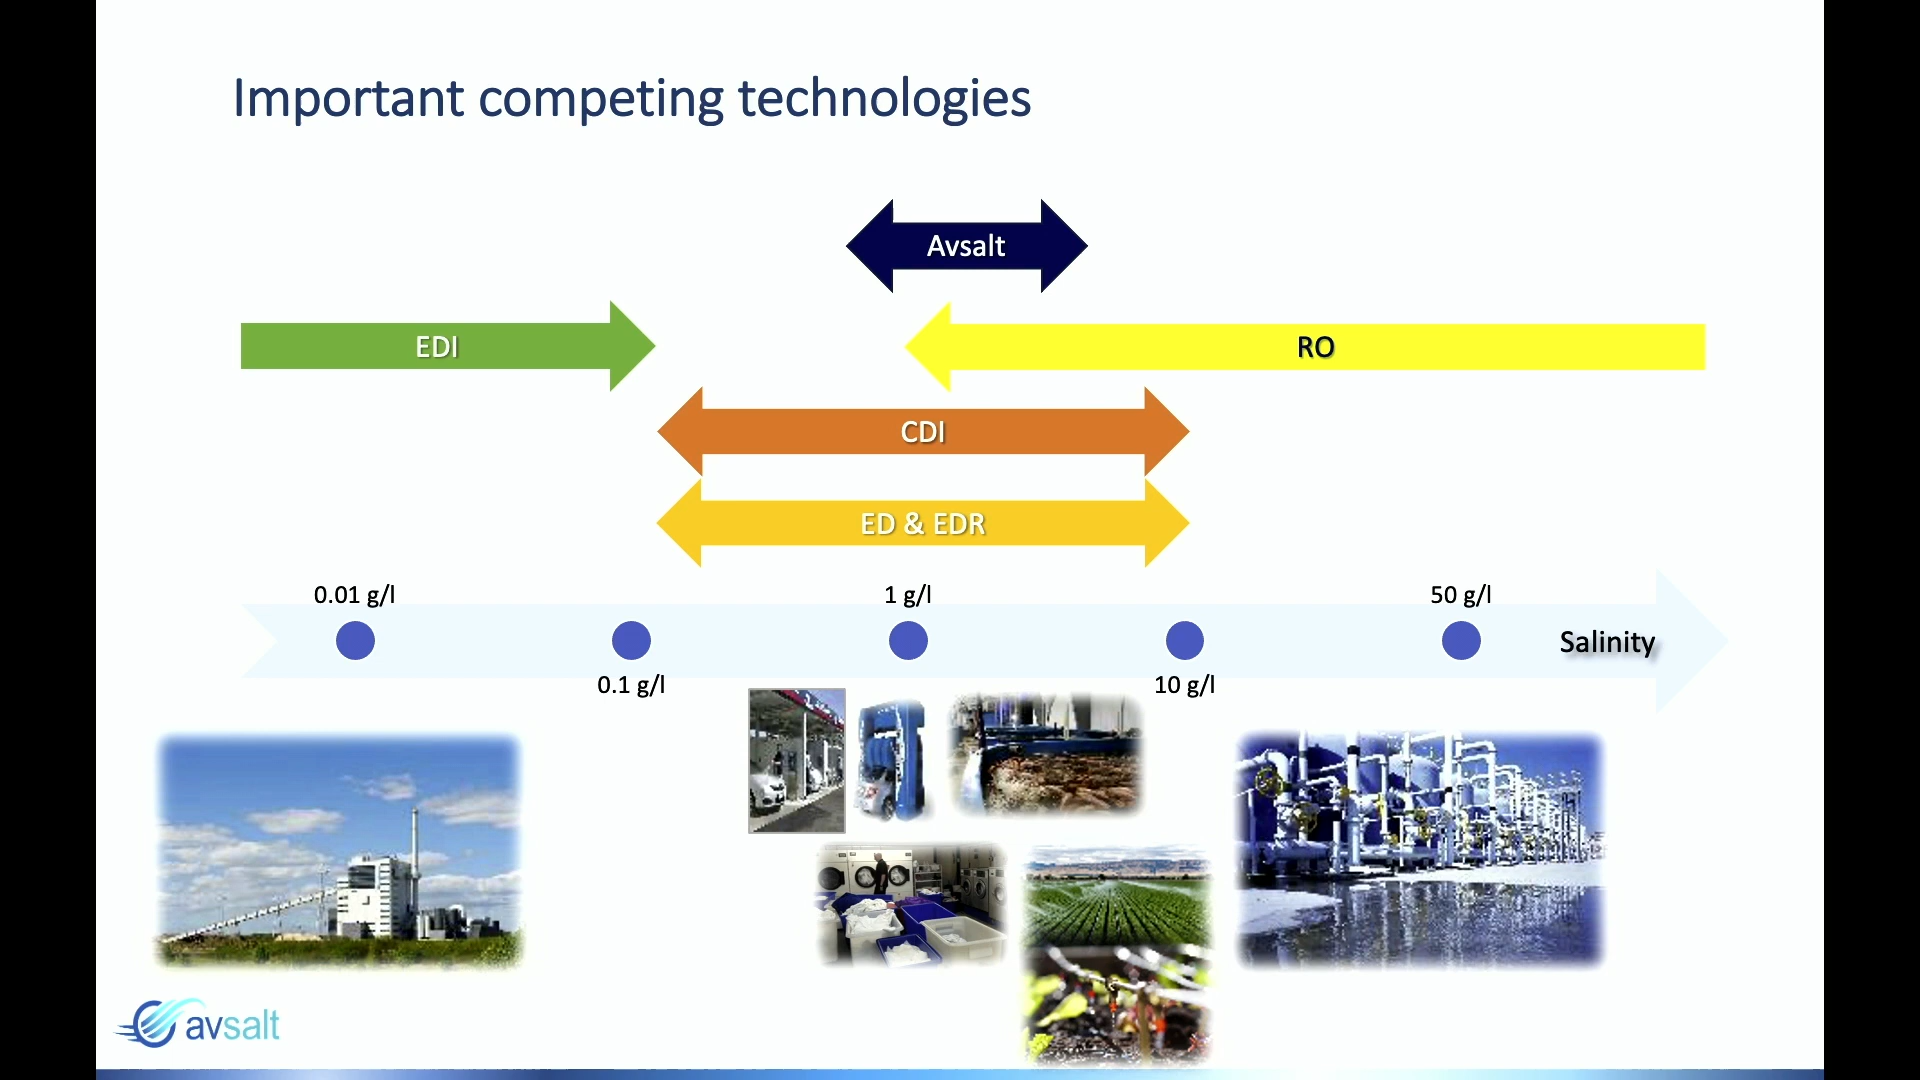 Important competing technologies
Avsalt
EDI
RO
CDI
ED & EDR
0.01 g/l
1 g/l
50 g/l
Salinity
0.1 g/l
10 g/l
avsalt